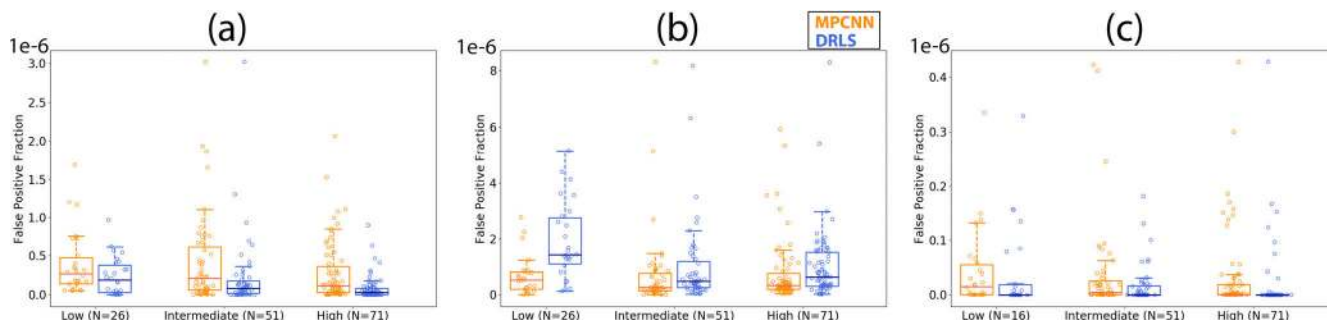 (a)
1e-6
False Positive Fraction
3.0
2.5
2.0
1.5
1.0
0.5
0.0
Low (N=26) Intermediate (N=51) High (N=71)
(b)
MPCNN
DRLS
1e-6
False Positive Fraction
8
6
4
2
0
Low (N=26) Intermediate (N=51) High (N=71)
(c)
1e-6
False Positive Fraction
0.4
0.3
0.2
0.1
0.0
Low (N=16) Intermediate (N=51) High (N=71)